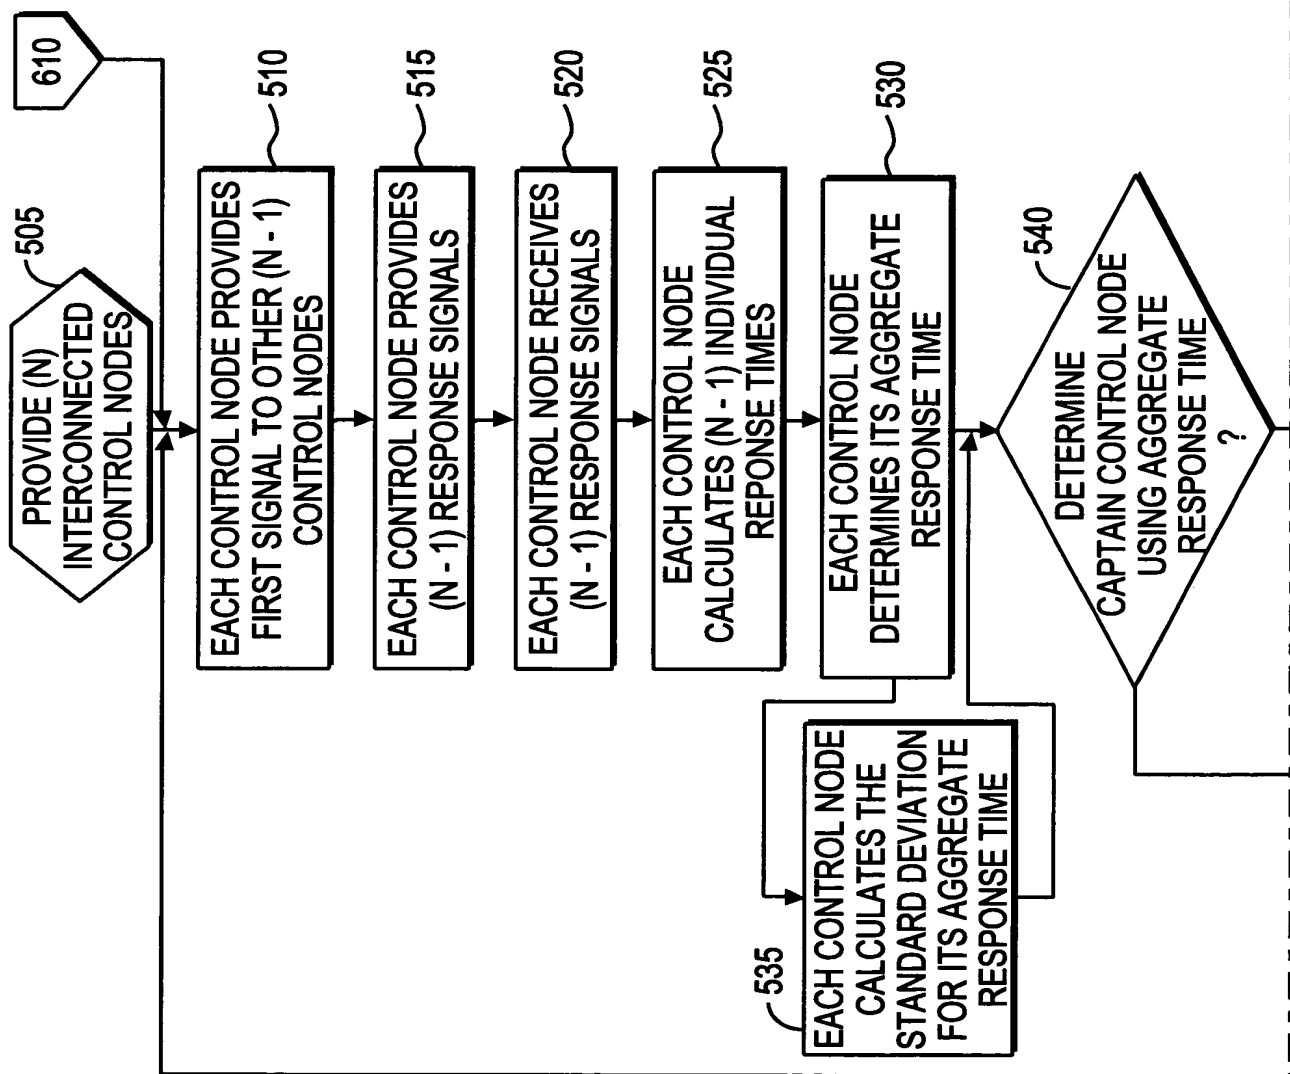 610
505
PROVIDE (N)
INTERCONNECTED
CONTROL NODES
510
EACH CONTROL NODE PROVIDES
FIRST SIGNAL TO OTHER (N - 1)
CONTROL NODES
515
EACH CONTROL NODE PROVIDES
(N - 1) RESPONSE SIGNALS
520
EACH CONTROL NODE RECEIVES
(N - 1) RESPONSE SIGNALS
525
EACH CONTROL NODE
CALCULATES (N - 1) INDIVIDUAL
REPONSE TIMES
530
EACH CONTROL NODE
DETERMINES ITS AGGREGATE
RESPONSE TIME
535
EACH CONTROL NODE
CALCULATES THE
STANDARD DEVIATION
FOR ITS AGGREGATE
RESPONSE TIME
540
DETERMINE
CAPTAIN CONTROL NODE
USING AGGREGATE
RESPONSE TIME
?